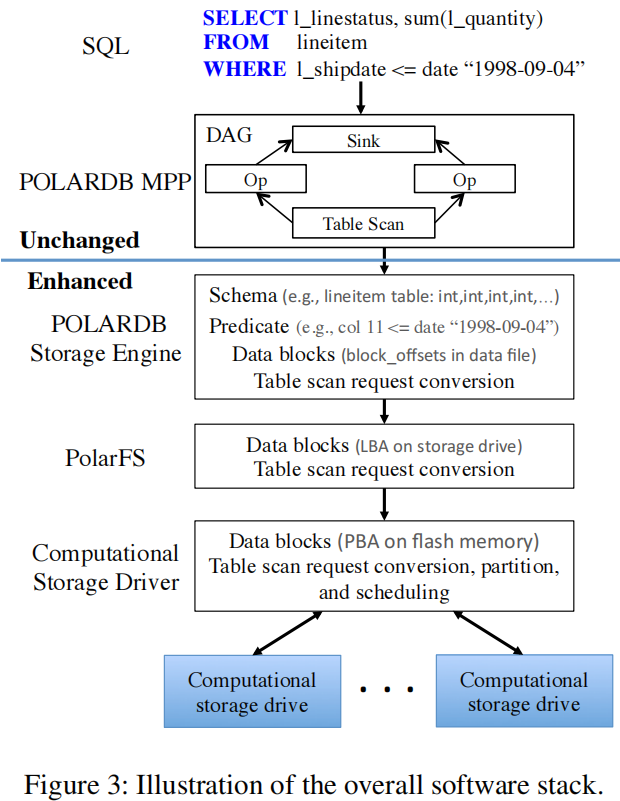 SQL
SELECT l_linestatus, sum(l_quantity)
FROM lineitem
WHERE l_shipdate <= date “1998-09-04”
DAG
Sink
POLARDB MPP
Op
Op
Table Scan
Unchanged
Enhanced
POLARDB
Storage Engine
Schema (e.g., lineitem table: int,int,int,int,...)
Predicate (e.g., col 11 <= date “1998-09-04”)
Data blocks (block_offsets in data file)
Table scan request conversion
PolarFS
Data blocks (LBA on storage drive)
Table scan request conversion
Computational
Storage Driver
Data blocks (PBA on flash memory)
Table scan request conversion, partition,
and scheduling
Computational
storage drive
. . .
Computational
storage drive
Figure 3: Illustration of the overall software stack.